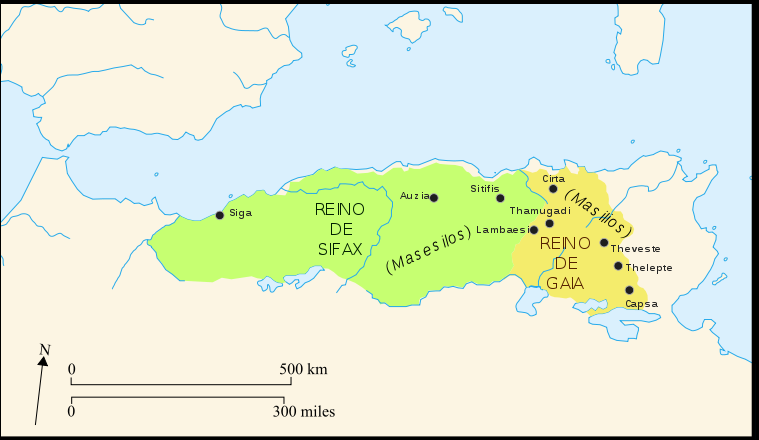 Cirta
Sitifis
Auzia
(Masilios)
REINO
DE
SIFAX
Thamugadi
Siga
Lambaesi
(Masesilos)
REINO
DE
GAIA
Theveste
Thelepte
Capsa
N
0
500 km
0
300 miles